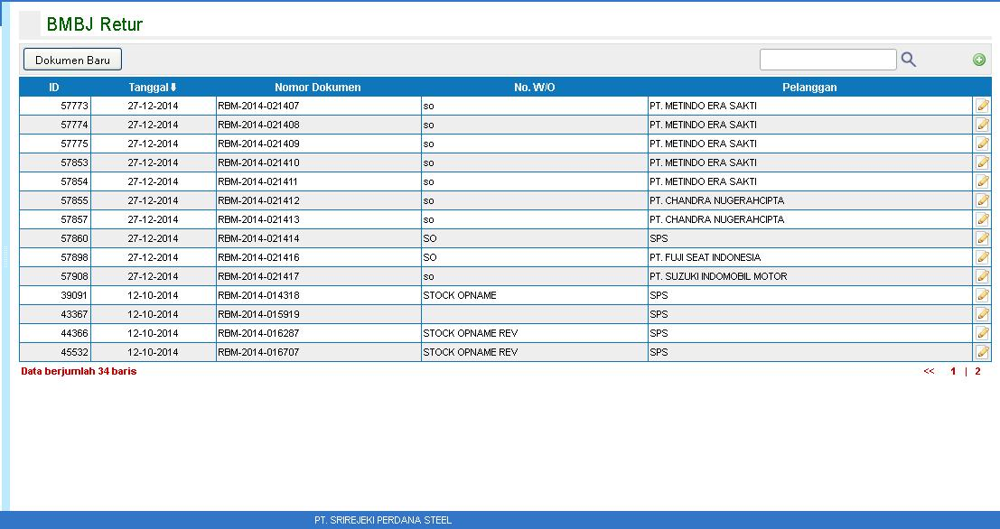 BMBJ Retur
Dokumen Baru
ID Tanggal No​mor Dokumen No. W/O Pelanggan
57773 27-12-2014 RBM-2014-021407 so PT. METINDO ERA SAKTI
57774 27-12-2014 RBM-2014-021408 so PT. METINDO ERA SAKTI
57775 27-12-2014 RBM-2014-021409 so PT. METINDO ERA SAKTI
57853 27-12-2014 RBM-2014-021410 so PT. METINDO ERA SAKTI
57854 27-12-2014 RBM-2014-021411 so PT. METINDO ERA SAKTI
57855 27-12-2014 RBM-2014-021412 so PT. CHANDRA NUGERAHCIPTA
57857 27-12-2014 RBM-2014-021413 so PT. CHANDRA NUGERAHCIPTA
57860 27-12-2014 RBM-2014-021414 SO SPS
57898 27-12-2014 RBM-2014-021416 SO PT. FUJI SEAT INDONESIA
57908 27-12-2014 RBM-2014-021417 so PT. SUZUKI INDOMOBIL MOTOR
39091 12-10-2014 RBM-2014-014318 STOCK OPNAME SPS
43367 12-10-2014 RBM-2014-015919 SPS
44366 12-10-2014 RBM-2014-016287 STOCK OPNAME REV SPS
45532 12-10-2014 RBM-2014-016707 STOCK OPNAME REV SPS
Data berjumlah 34 baris << 1 | 2
PT. SRIREJEKI PERDANA STEEL